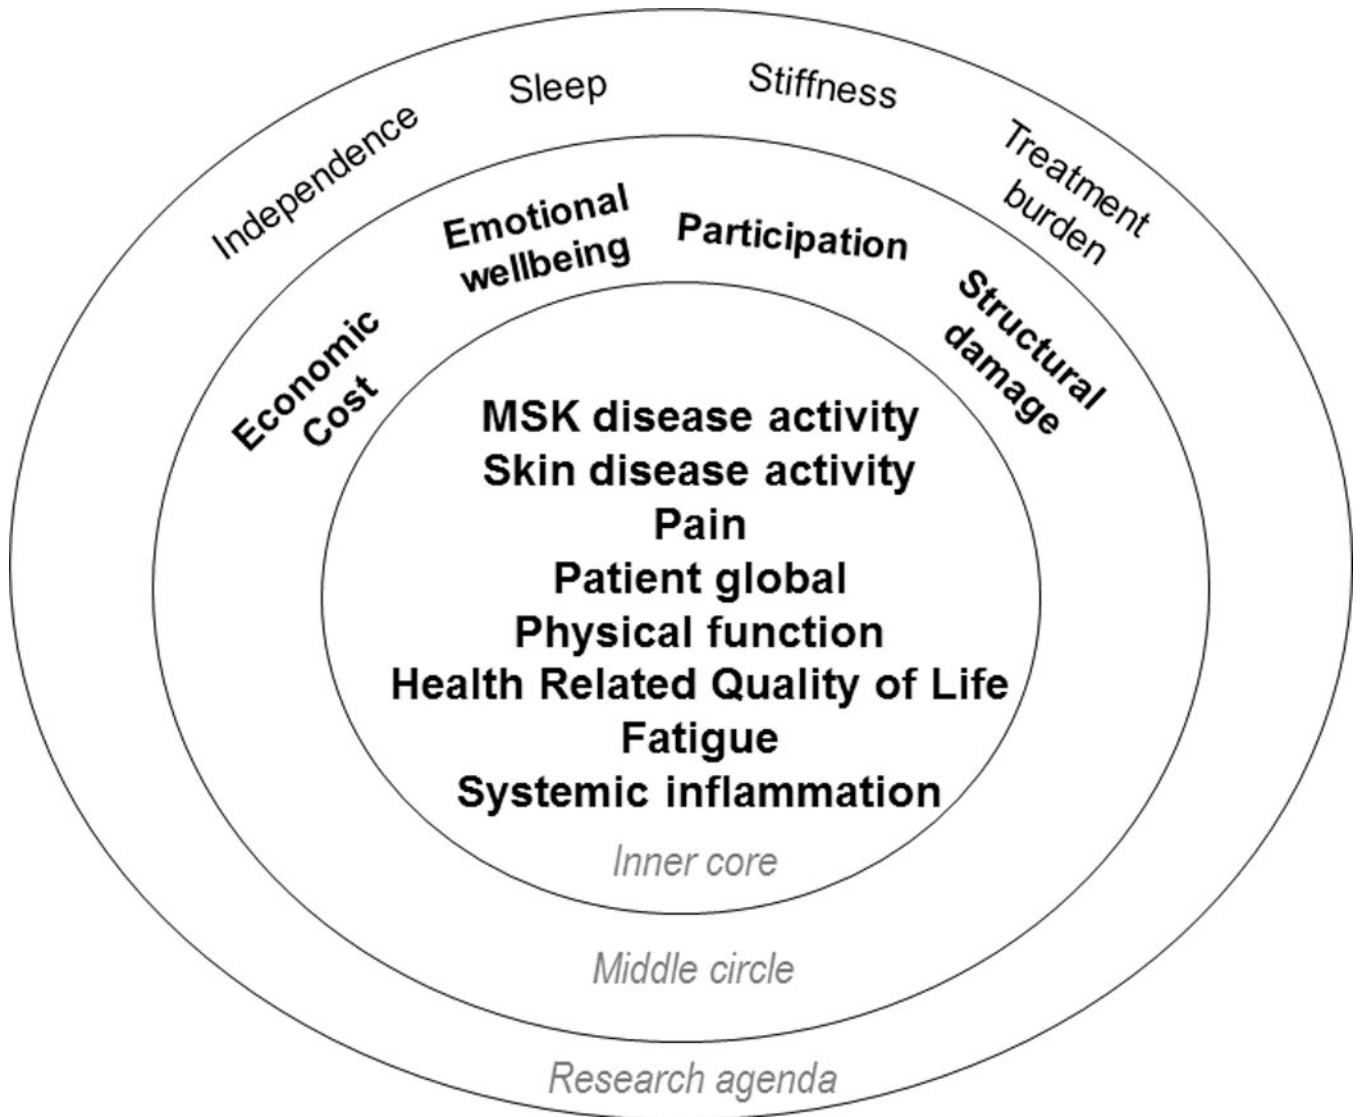 Independence
Sleep
Stiffness
Treatment
burden
Economic
Cost
Emotional
wellbeing
Participation
Structural
damage
MSK disease activity
Skin disease activity
Pain
Patient global
Physical function
Health Related Quality of Life
Fatigue
Systemic inflammation
Inner core
Middle circle
Research agenda